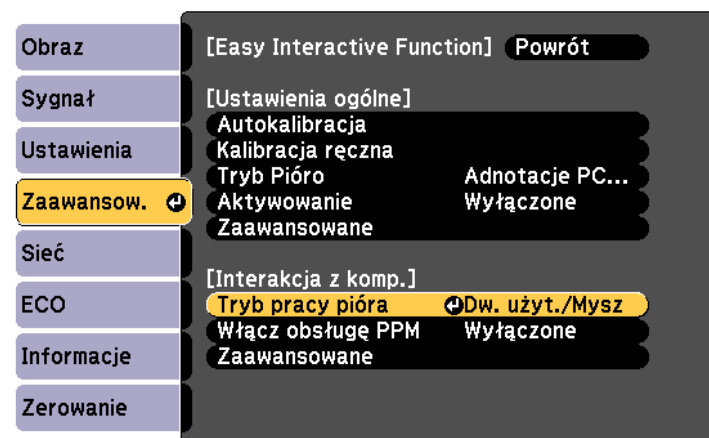 Obraz
Sygnał
Ustawienia
Zaawansow.
Sieć
ECO
Informacje
Zerowanie
[Easy Interactive Function] Powrót
[Ustawienia ogólne]
Autokalibracja
Kalibracja ręczna
Tryb Pióro Adnotacje PC...
Aktywowanie Wyłączone
Zaawansowane
[Interakcja z komp.]
Tryb pracy pióra Dw. użyt./Mysz
Włącz obsługę PPM Wyłączone
Zaawansowane